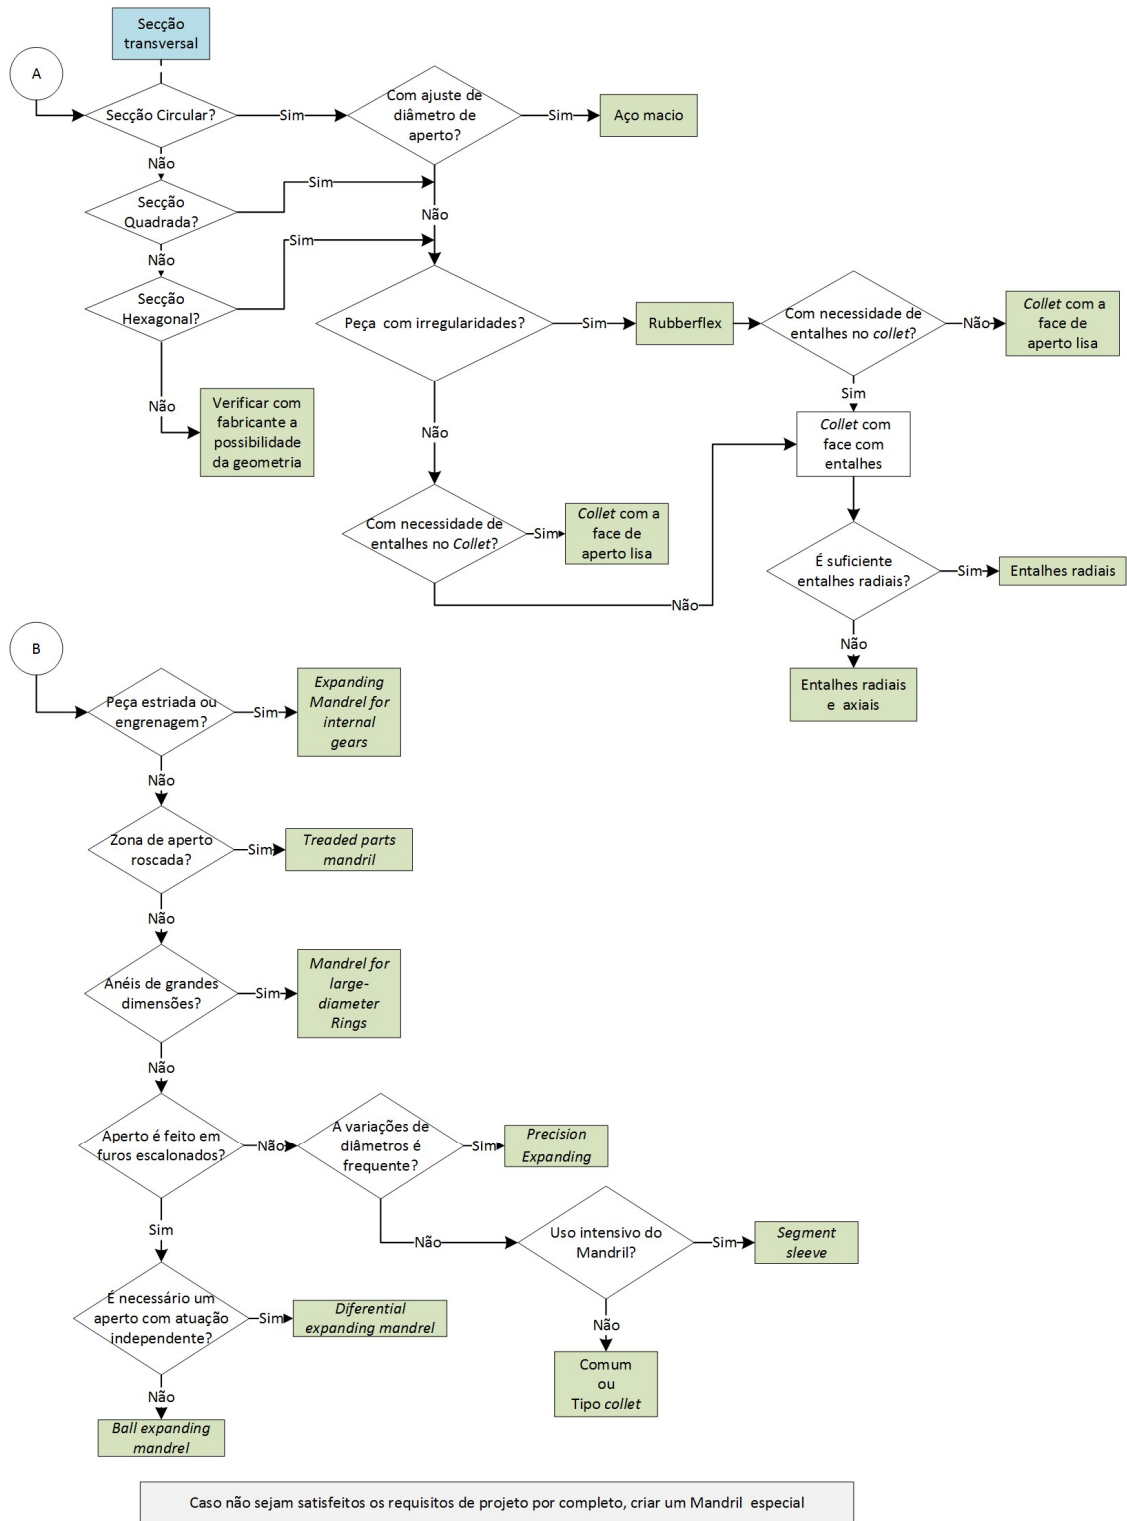 Secção
transversal
A
Secção Circular?
Sim
Com ajuste de
diâmetro de
aperto?
Sim
Aço macio
Não
Secção
Quadrada?
Sim
Não
Não
Secção
Hexagonal?
Sim
Peça com irregularidades?
Sim
Rubberflex
Com necessidade de
entalhes no collet?
Não
Collet com a
face de
aperto lisa
Não
Verificar com
fabricante a
possibilidade
da geometria
Sim
Collet com
face com
entalhes
Não
Com necessidade de
entalhes no Collet?
Sim
Collet com a
face de
aperto lisa
Não
É suficiente
entalhes radiais?
Sim
Entalhes radiais
Não
Entalhes radiais
e axiais
B
Peça estriada ou
engrenagem?
Sim
Expanding
Mandrel for
internal
gears
Não
Zona de aperto
roscada?
Sim
Treaded parts
mandril
Não
Anéis de grandes
dimensões?
Sim
Mandrel for
large-
diameter
Rings
Não
Aperto é feito em
furos escalonados?
Não
A variações de
diâmetros é
frequente?
Sim
Precision
Expanding
Sim
Não
Uso intensivo do
Mandril?
Sim
Segment
sleeve
É necessário um
aperto com atuação
independente?
Sim
Diferential
expanding mandrel
Não
Comum
ou
Tipo collet
Não
Ball expanding
mandrel
Caso não sejam satisfeitos os requisitos de projeto por completo, criar um Mandril especial